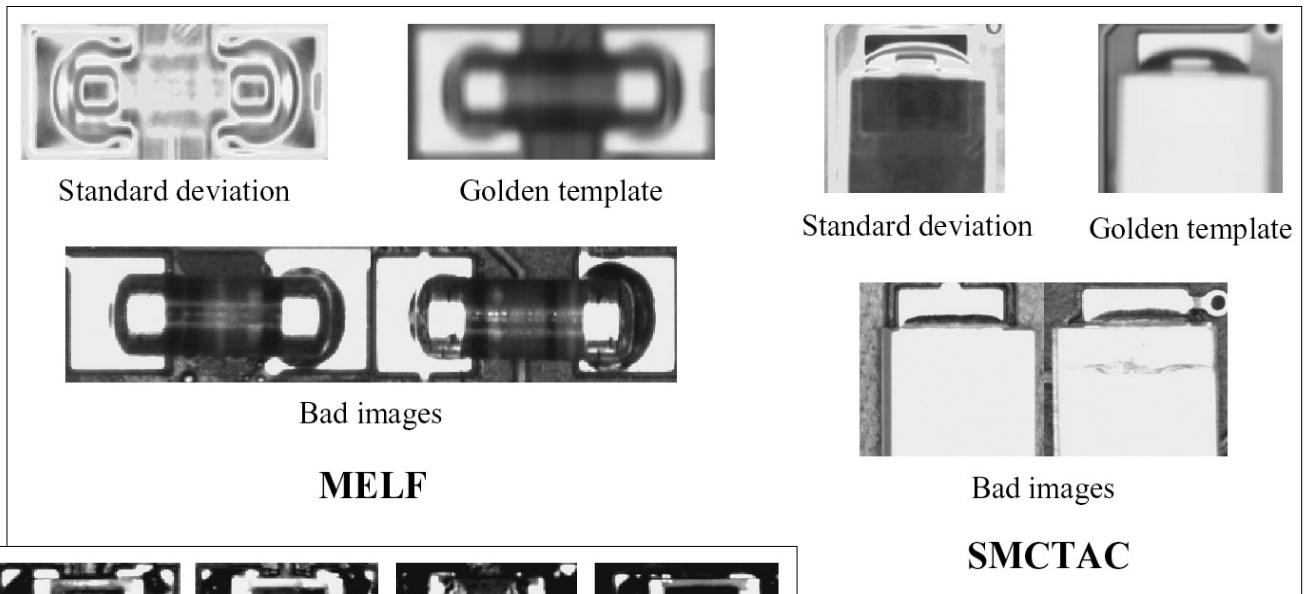 Standard deviation
Golden template
Bad images
MELF
Standard deviation
Golden template
Bad images
SMCTAC